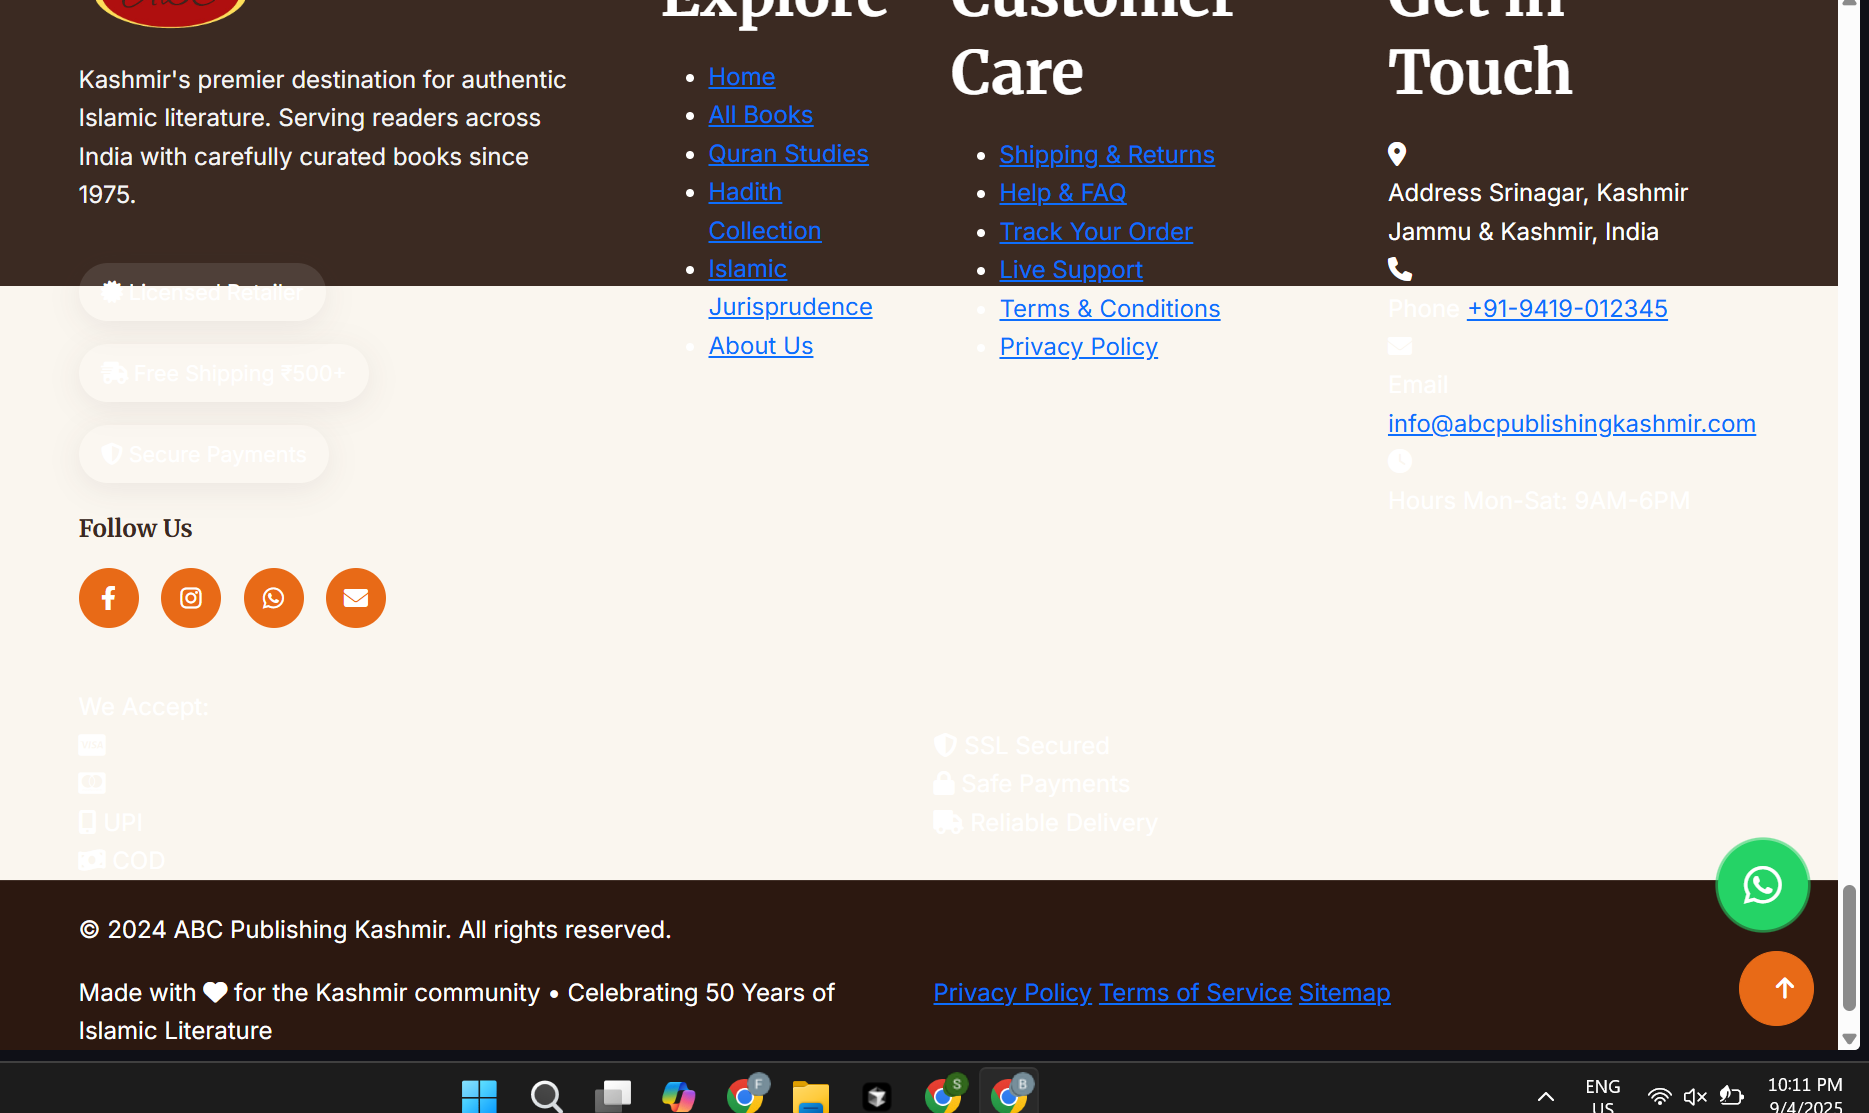 Explore
Home
All Books
Quran Studies
Hadith
Collection
Islamic
Jurisprudence
About Us
Customer
Care
Shipping & Returns
Help & FAQ
Track Your Order
Live Support
Terms & Conditions
Privacy Policy
Get in
Touch
Address Srinagar, Kashmir
Jammu & Kashmir, India
Phone +91-9419-012345
Email
info@abcpublishingkashmir.com
Hours Mon-Sat: 9AM-6PM
Kashmir's premier destination for authentic
Islamic literature. Serving readers across
India with carefully curated books since
1975.
Licensed Retailer
Free Shipping ₹500+
Secure Payments
Follow Us
We Accept:
VISA
UPI
COD
SSL Secured
Safe Payments
Reliable Delivery
© 2024 ABC Publishing Kashmir. All rights reserved.
Made with for the Kashmir community • Celebrating 50 Years of
Islamic Literature
Privacy Policy Terms of Service Sitemap
F
S
B
ENG
US
10:11 PM
9/4/2025